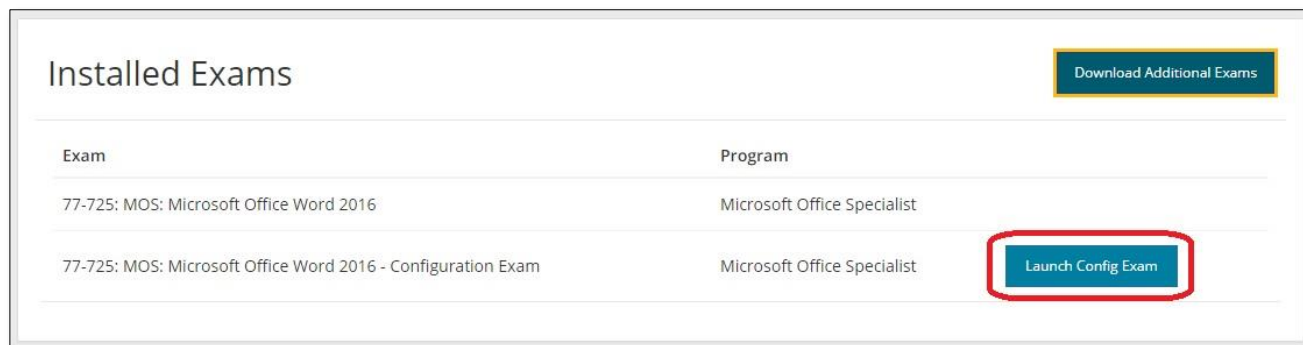 Installed Exams
Download Additional Exams
Exam Program
77-725: MOS: Microsoft Office Word 2016 Microsoft Office Specialist
77-725: MOS: Microsoft Office Word 2016 - Configuration Exam Microsoft Office Specialist Launch Config Exam